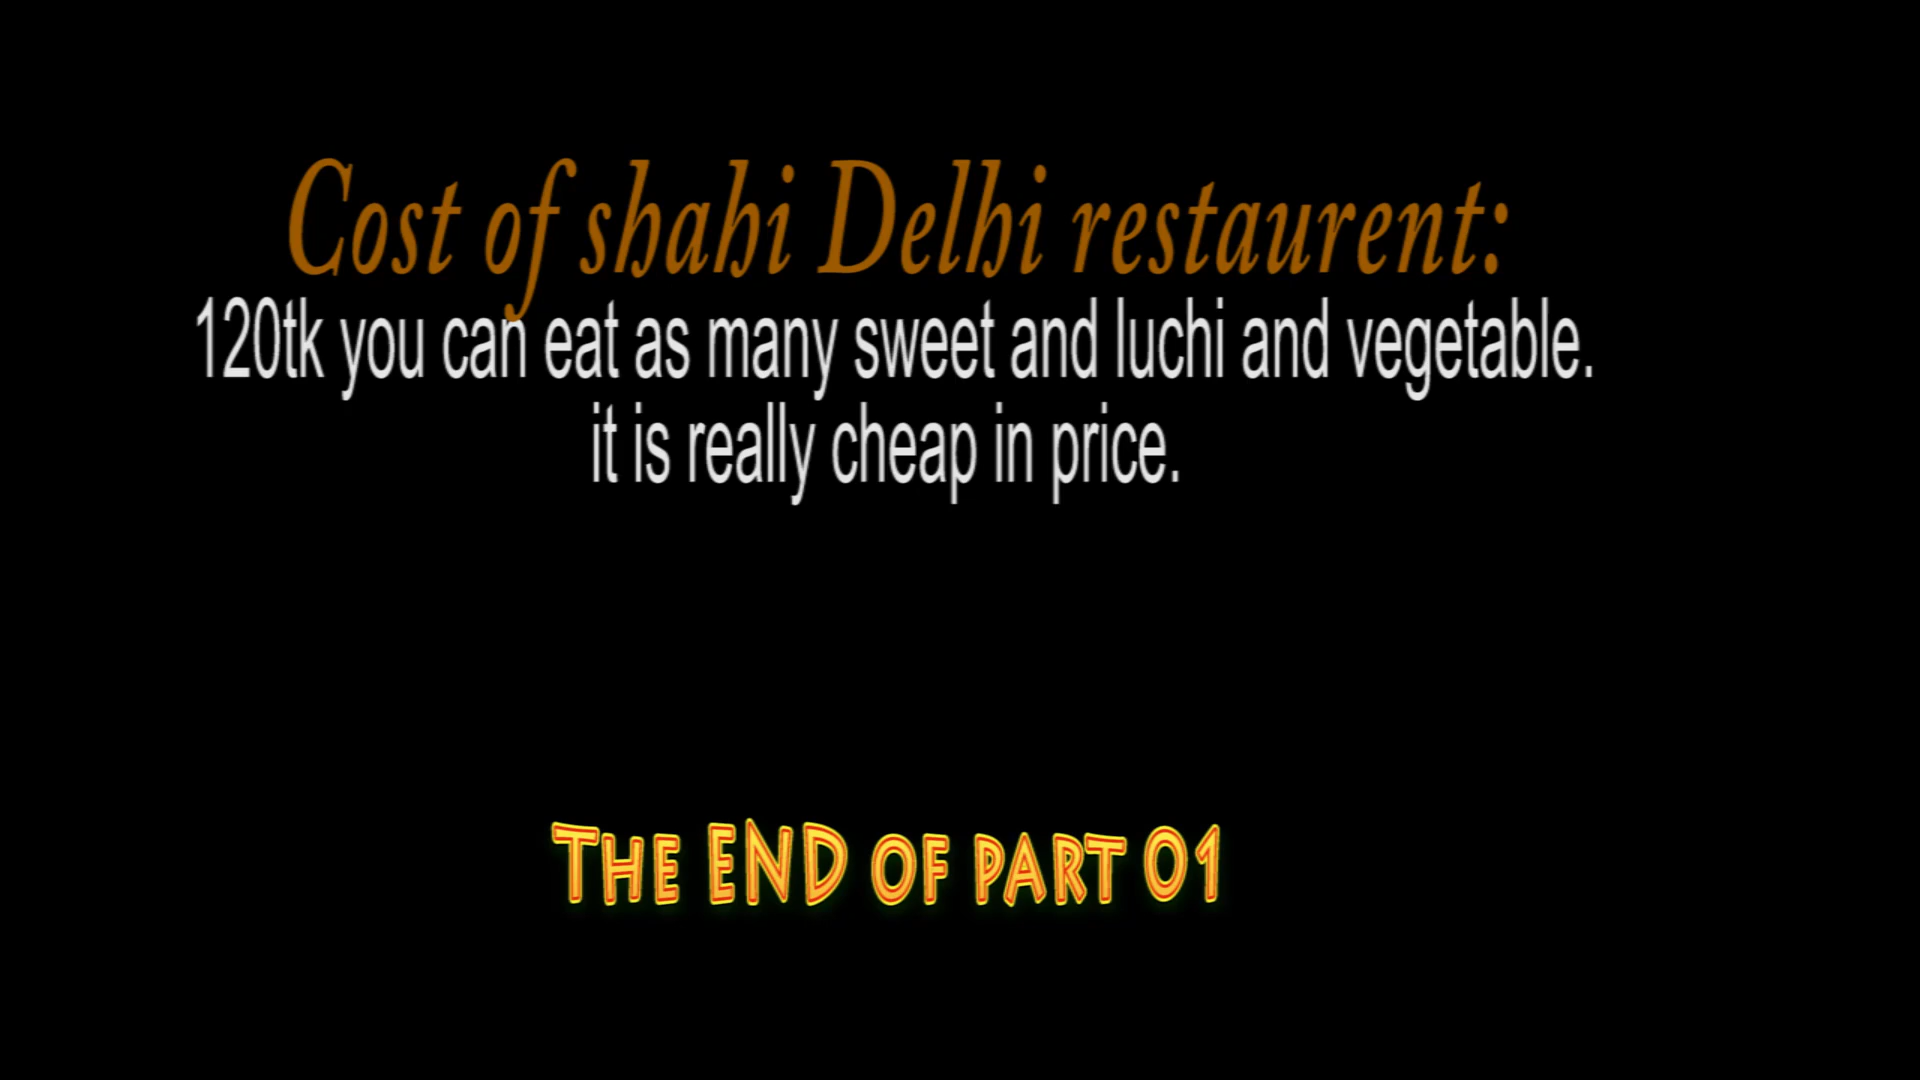 Cost of shahi Delhi restaurent:
120tk you can eat as many sweet and luchi and vegetable.
it is really cheap in price.
THE END OF PART 01